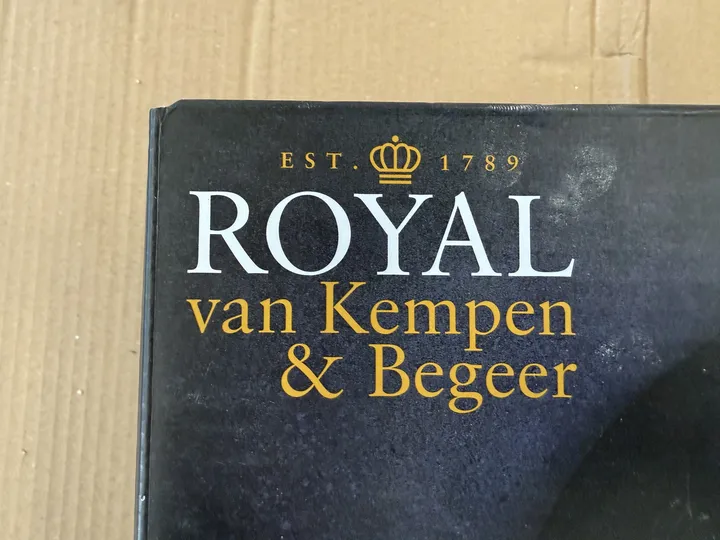 EST. 1789
ROYAL
van Kempen
& Begeer